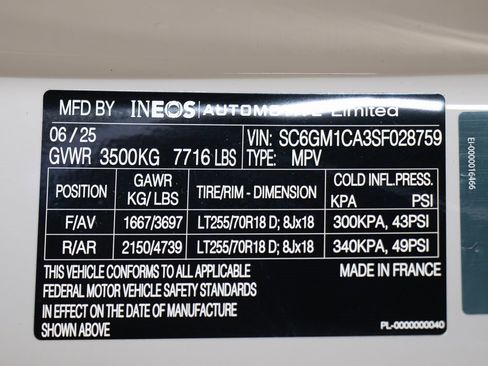 MFD BY INEOS | AUTOMOTIVE Limited
06 / 25 VIN: SC6GM1CA3SF028759
GVWR 3500KG 7716 LBS TYPE: MPV
POSITION GAWR KG/ LBS TIRE/RIM - DIMENSION COLD INFL.PRESS. KPA PSI
F/AV 1667/3697 LT255/70R18 D; 8Jx18 300KPA, 43PSI
R/AR 2150/4739 LT255/70R18 D; 8Jx18 340KPA, 49PSI
THIS VEHICLE CONFORMS TO ALL APPLICABLE MADE IN FRANCE
FEDERAL MOTOR VEHICLE SAFETY STANDARDS
IN EFFECT ON THE DATE OF MANUFACTURE
SHOWN ABOVE
PL-0000000040
EI-0000016466